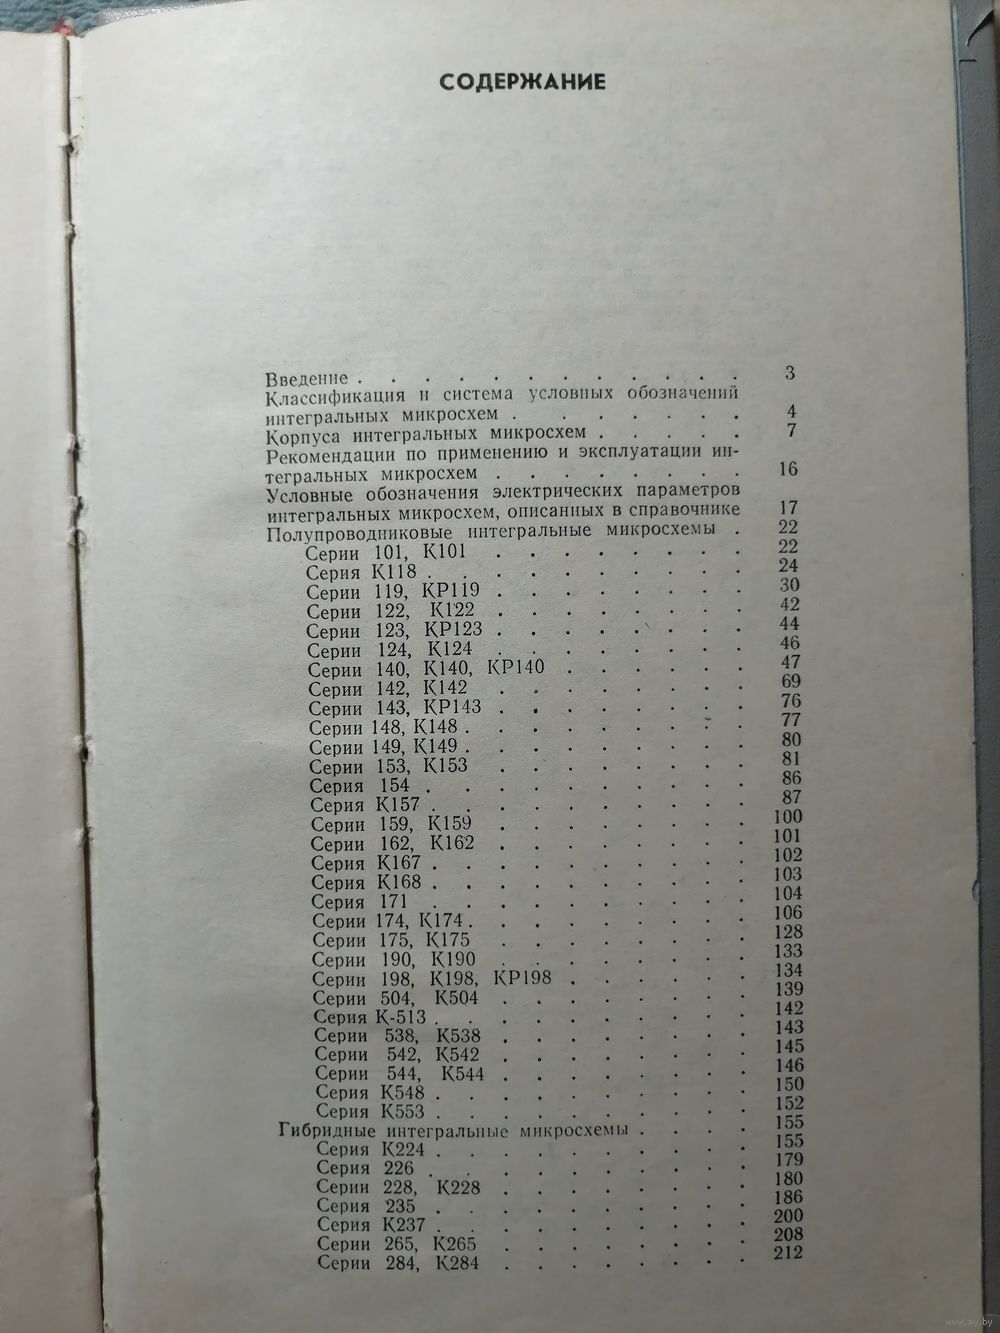 СОДЕРЖАНИЕ
Введение . . . . . . . . . . . . 3
Классификация и система условных обозначений
интегральных микросхем . . . . . . . 4
Корпуса интегральных микросхем . . . . . 7
Рекомендации по применению и эксплуатации ин-
тегральных микросхем . . . . . . . . 16
Условные обозначения электрических параметров
интегральных микросхем, описанных в справочнике 17
Полупроводниковые интегральные микросхемы . 22
Серии 101, К101 . . . . . . . . 22
Серия К118 . . . . . . . . . . 24
Серии 119, КР119 . . . . . . . . 30
Серии 122, К122 . . . . . . . . 42
Серии 123, КР123 . . . . . . . . 44
Серии 124, К124 . . . . . . . . 46
Серии 140, К140, КР140 . . . . . . 47
Серии 142, К142 . . . . . . . . 69
Серии 143, КР143 . . . . . . . . 76
Серии 148, К148 . . . . . . . . . 77
Серии 149, К149 . . . . . . . . . 80
Серии 153, К153 . . . . . . . . 81
Серия 154 . . . . . . . . . . 86
Серия К157 . . . . . . . . . . 87
Серии 159, К159 . . . . . . . . 100
Серии 162, К162 . . . . . . . . 101
Серия К167 . . . . . . . . . . 102
Серия К168 . . . . . . . . . . 103
Серия 171 . . . . . . . . . . 104
Серии 174, К174 . . . . . . . . . 106
Серии 175, К175 . . . . . . . . 128
Серии 190, К190 . . . . . . . . 133
Серии 198, К198, КР198 . . . . . . 134
Серии 504, К504 . . . . . . . . 139
Серия К-513 . . . . . . . . . . 142
Серии 538, К538 . . . . . . . . 143
Серии 542, К542 . . . . . . . . 145
Серии 544, К544 . . . . . . . . 146
Серия К548 . . . . . . . . . . 150
Серия К553 . . . . . . . . . . 152
Гибридные интегральные микросхемы . . . . 155
Серия К224 . . . . . . . . . . 155
Серия 226 . . . . . . . . . . 179
Серии 228, К228 . . . . . . . . 180
Серия 235 . . . . . . . . . . 186
Серия К237 . . . . . . . . . . 200
Серии 265, К265 . . . . . . . . 208
Серии 284, К284 . . . . . . . . 212
www.ay.by